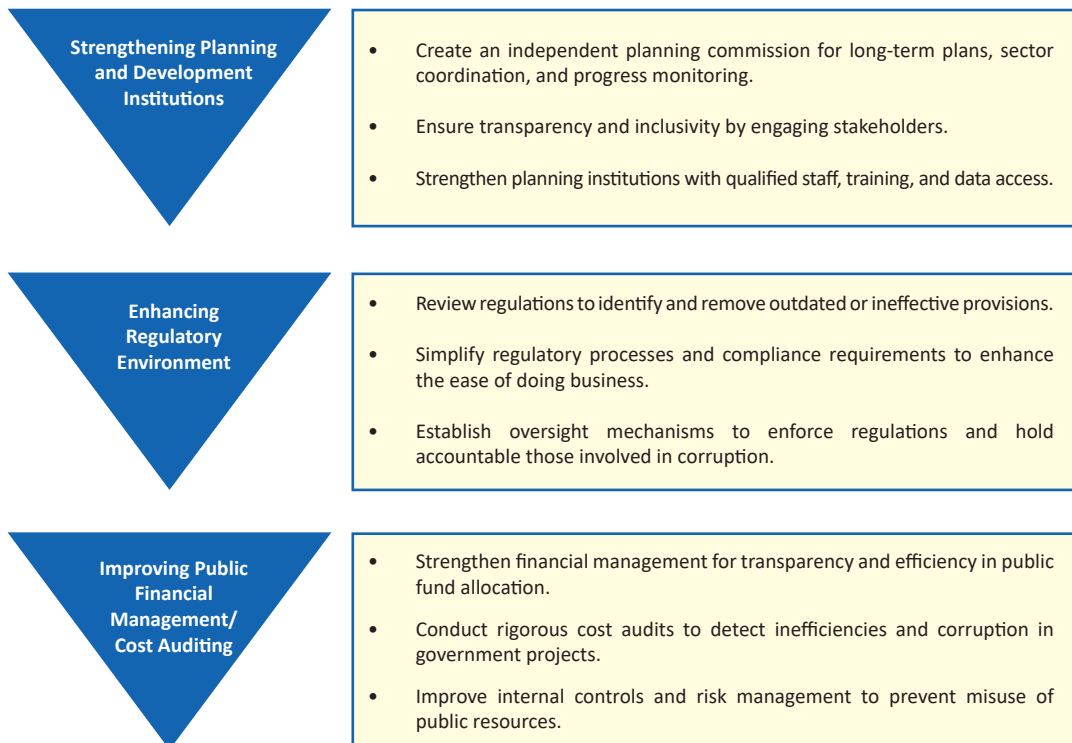 Strengthening Planning
and Development
Institutions
• Create an independent planning commission for long-term plans, sector
coordination, and progress monitoring.
• Ensure transparency and inclusivity by engaging stakeholders.
• Strengthen planning institutions with qualified staff, training, and data access.
Enhancing
Regulatory
Environment
• Review regulations to identify and remove outdated or ineffective provisions.
• Simplify regulatory processes and compliance requirements to enhance
the ease of doing business.
• Establish oversight mechanisms to enforce regulations and hold
accountable those involved in corruption.
Improving Public
Financial
Management/
Cost Auditing
• Strengthen financial management for transparency and efficiency in public
fund allocation.
• Conduct rigorous cost audits to detect inefficiencies and corruption in
government projects.
• Improve internal controls and risk management to prevent misuse of
public resources.